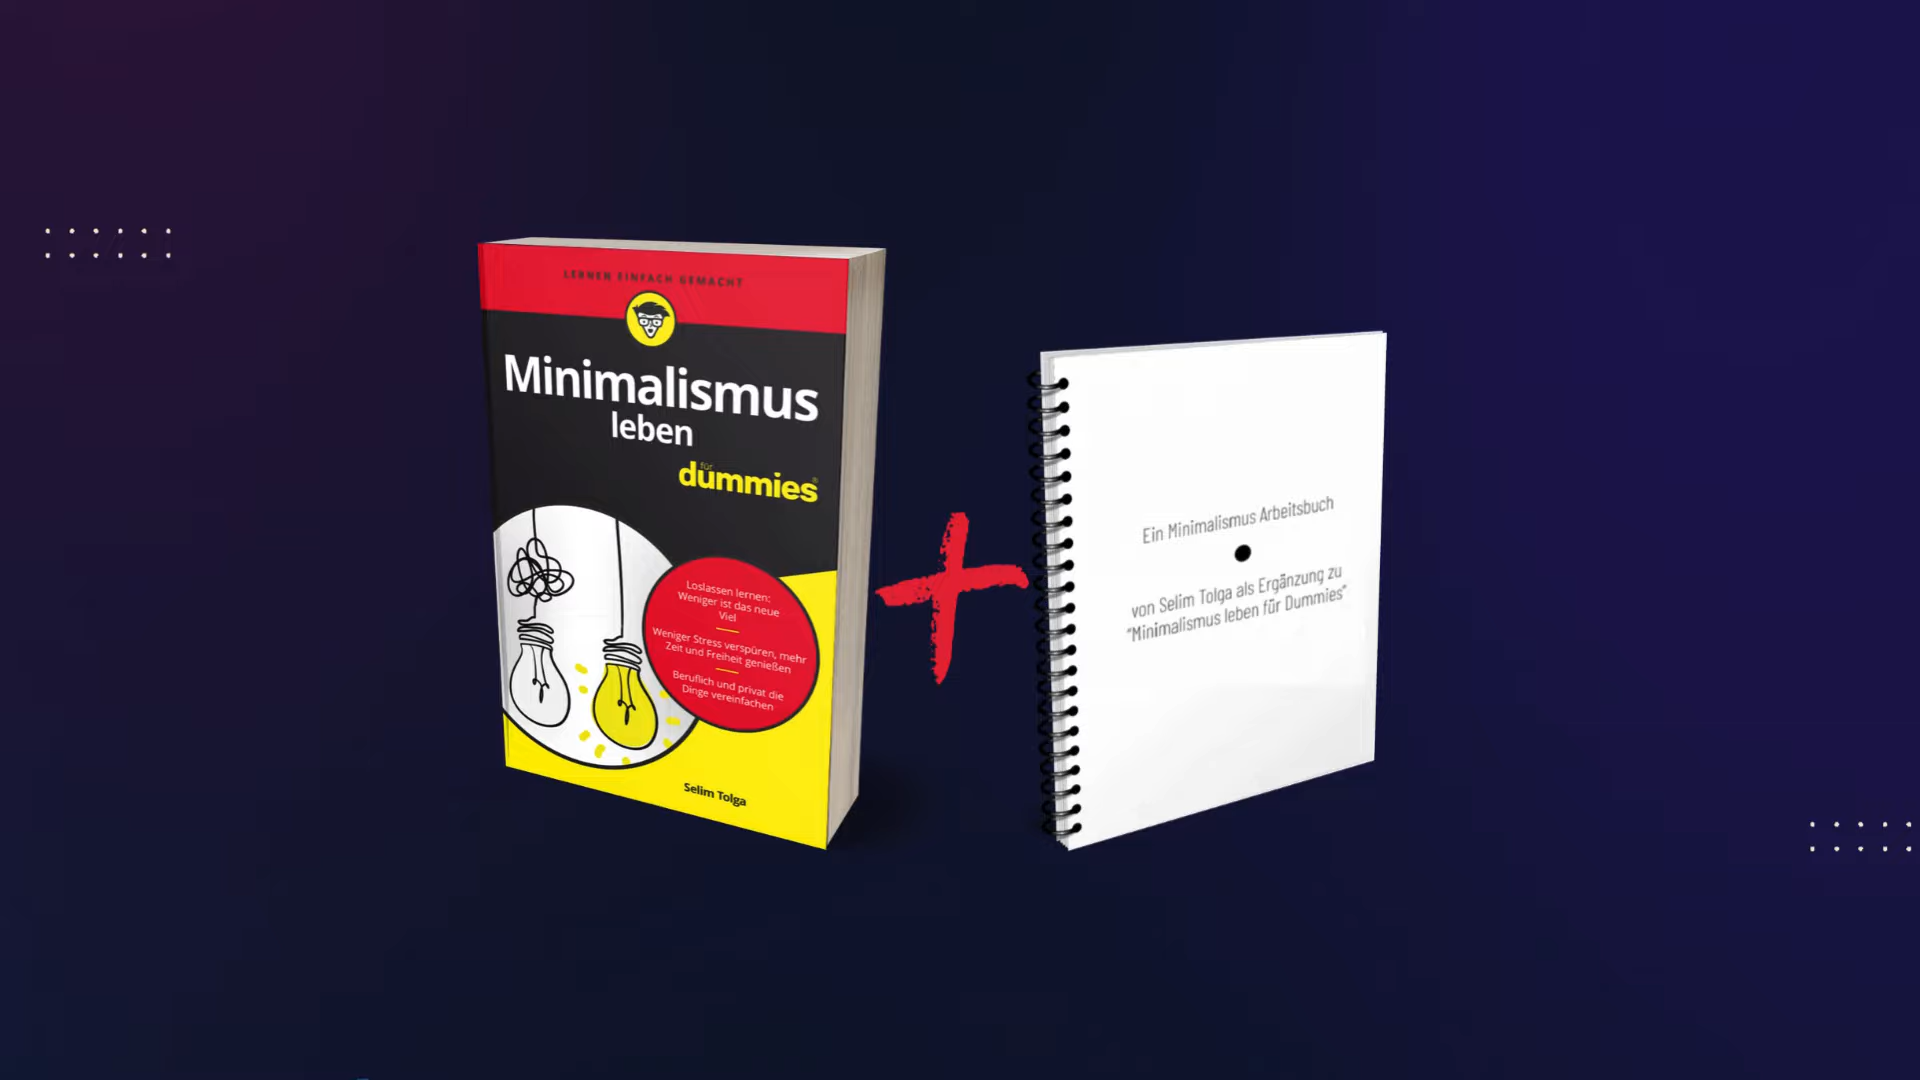 LERNEN EINFACH GEMACHT
Minimalismus
leben
für
dummies®
Loslassen lernen:
Weniger ist das neue
Viel
Weniger Stress verspüren, mehr
Zeit und Freiheit genießen
Beruflich und privat die
Dinge vereinfachen
Selim Tolga
Ein Minimalismus Arbeitsbuch
von Selim Tolga als Ergänzung zu
“Minimalismus leben für Dummies”